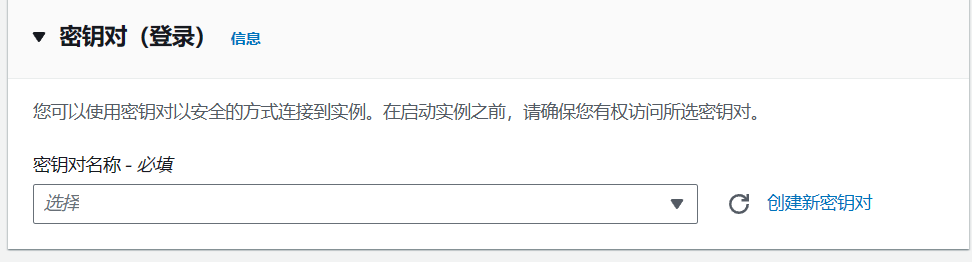 密钥对（登录） 信息
您可以使用密钥对以安全的方式连接到实例。在启动实例之前，请确保您有权访问所选密钥对。
密钥对名称 - 必填
选择 创建新密钥对